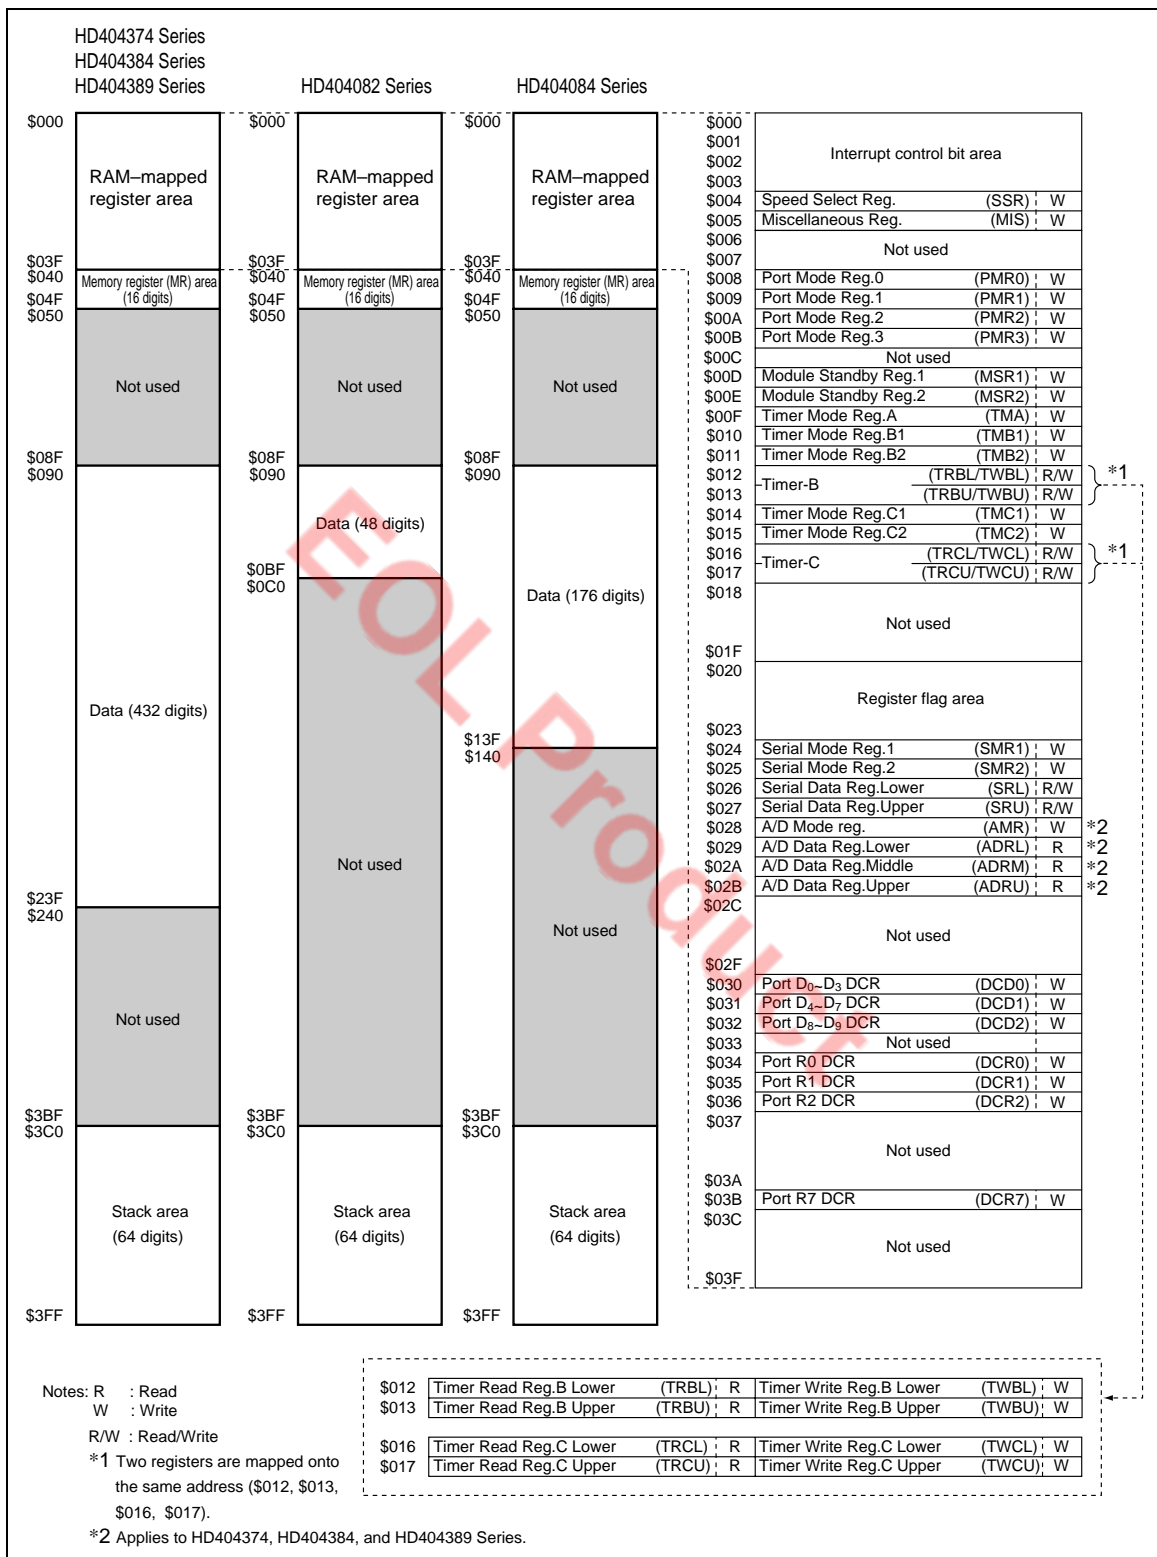 HD404374 Series
HD404384 Series
HD404389 Series
HD404082 Series
HD404084 Series
$000
RAM–mapped
register area
$03F
$040
Memory register (MR) area
(16 digits)
$04F
$050
Not used
$08F
$090
Data (432 digits)
$23F
$240
Not used
$3BF
$3C0
Stack area
(64 digits)
$3FF
$000
RAM–mapped
register area
$03F
$040
Memory register (MR) area
(16 digits)
$04F
$050
Not used
$08F
$090
Data (48 digits)
$0BF
$0C0
Not used
$3BF
$3C0
Stack area
(64 digits)
$3FF
$000
RAM–mapped
register area
$03F
$040
Memory register (MR) area
(16 digits)
$04F
$050
Not used
$08F
$090
Data (176 digits)
$13F
$140
Not used
$3BF
$3C0
Stack area
(64 digits)
$3FF
$000
$001
Interrupt control bit area
$002
$003
$004 Speed Select Reg. (SSR) W
$005 Miscellaneous Reg. (MIS) W
$006
Not used
$007
$008 Port Mode Reg.0 (PMR0) W
$009 Port Mode Reg.1 (PMR1) W
$00A Port Mode Reg.2 (PMR2) W
$00B Port Mode Reg.3 (PMR3) W
$00C Not used
$00D Module Standby Reg.1 (MSR1) W
$00E Module Standby Reg.2 (MSR2) W
$00F Timer Mode Reg.A (TMA) W
$010 Timer Mode Reg.B1 (TMB1) W
$011 Timer Mode Reg.B2 (TMB2) W
$012 (TRBL/TWBL) R/W *1
Timer-B
$013 (TRBU/TWBU) R/W
$014 Timer Mode Reg.C1 (TMC1) W
$015 Timer Mode Reg.C2 (TMC2) W
$016 (TRCL/TWCL) R/W *1
Timer-C
$017 (TRCU/TWCU) R/W
$018
Not used
$01F
$020
Register flag area
$023
$024 Serial Mode Reg.1 (SMR1) W
$025 Serial Mode Reg.2 (SMR2) W
$026 Serial Data Reg.Lower (SRL) R/W
$027 Serial Data Reg.Upper (SRU) R/W
$028 A/D Mode reg. (AMR) W *2
$029 A/D Data Reg.Lower (ADRL) R *2
$02A A/D Data Reg.Middle (ADRM) R *2
$02B A/D Data Reg.Upper (ADRU) R *2
$02C
Not used
$02F
$030 Port D0~D3 DCR (DCD0) W
$031 Port D4~D7 DCR (DCD1) W
$032 Port D8~D9 DCR (DCD2) W
$033 Not used
$034 Port R0 DCR (DCR0) W
$035 Port R1 DCR (DCR1) W
$036 Port R2 DCR (DCR2) W
$037
Not used
$03A
$03B Port R7 DCR (DCR7) W
$03C
Not used
$03F
EOL Product
$012 Timer Read Reg.B Lower (TRBL) R Timer Write Reg.B Lower (TWBL) W
$013 Timer Read Reg.B Upper (TRBU) R Timer Write Reg.B Upper (TWBU) W
$016 Timer Read Reg.C Lower (TRCL) R Timer Write Reg.C Lower (TWCL) W
$017 Timer Read Reg.C Upper (TRCU) R Timer Write Reg.C Upper (TWCU) W
Notes: R : Read
W : Write
R/W : Read/Write
*1 Two registers are mapped onto
the same address ($012, $013,
$016, $017).
*2 Applies to HD404374, HD404384, and HD404389 Series.